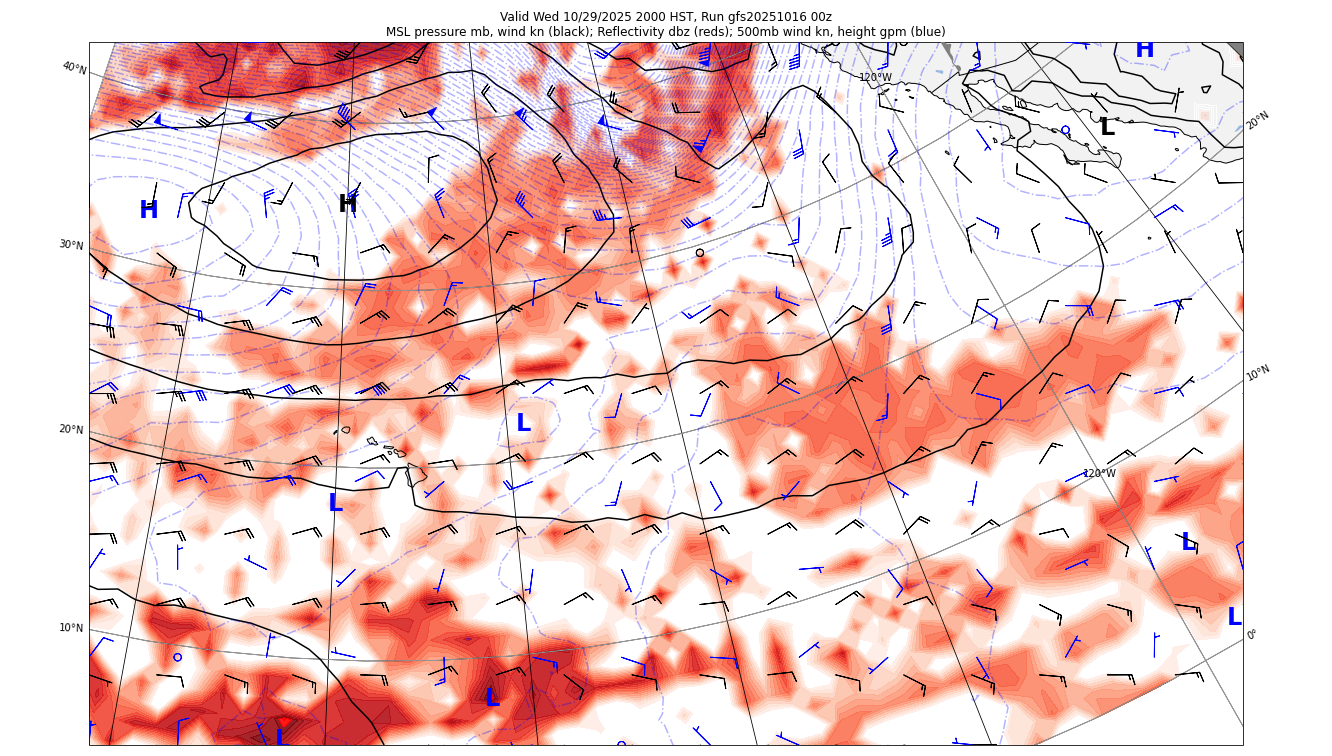 Valid Wed 10/29/2025 2000 HST, Run gfs20251016 00z
MSL pressure mb, wind kn (black); Reflectivity dbz (reds); 500mb wind kn, height gpm (blue)
H
40°N
120°W
20°N
L
H
H
30°N
10°N
L
20°N
120°W
L
L
L
10°N
0°
L
L